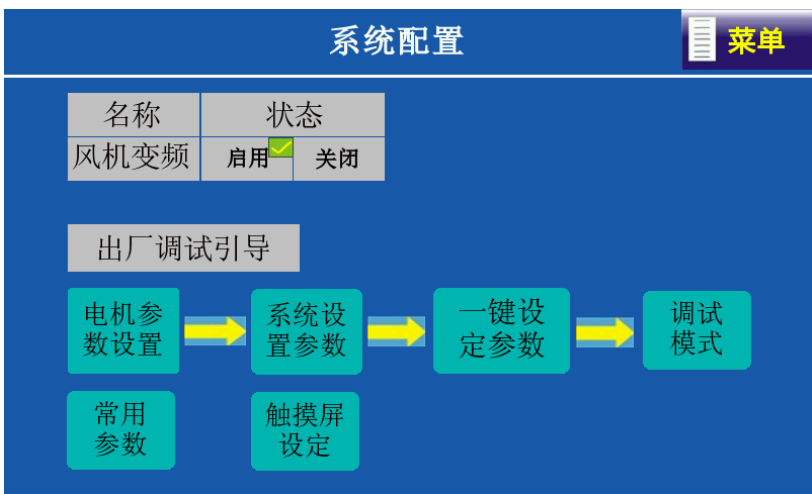 系统配置
菜单
名称 状态
风机变频 启用 关闭
出厂调试引导
电机参 系统设 一键设 调试
数设置 置参数 定参数 模式
常用 触摸屏
参数 设定